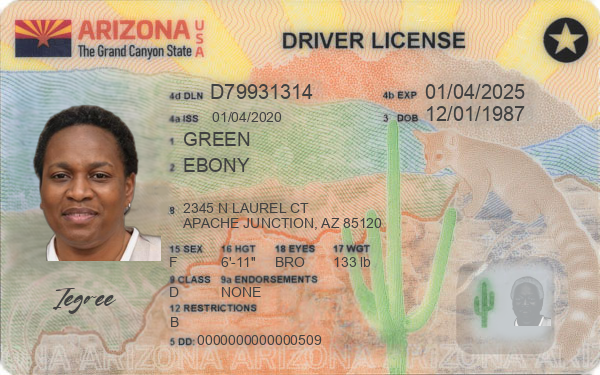 ARIZONA USA
The Grand Canyon State
DRIVER LICENSE
4d DLN D79931314
4b EXP 01/04/2025
4a ISS 01/04/2020
3 DOB 12/01/1987
1 GREEN
2 EBONY
8 2345 N LAUREL CT
APACHE JUNCTION, AZ 85120
15 SEX 16 HGT 18 EYES 17 WGT
F 6'-11" BRO 133 lb
9 CLASS 9a ENDORSEMENTS
D NONE
12 RESTRICTIONS
B
5 DD: 0000000000000509
Tegree
ARIZONA ARIZONA ARIZONA ARIZONA